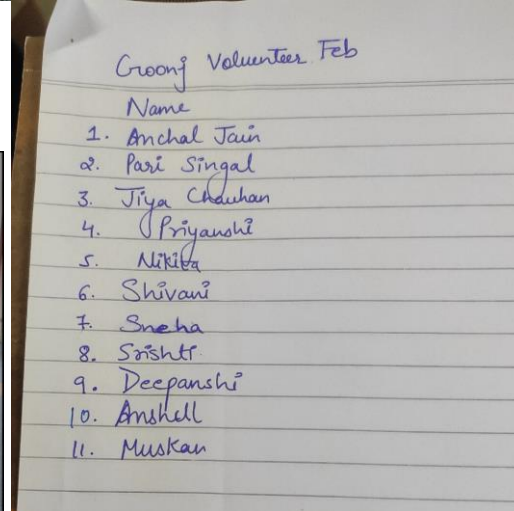 Goonj Voluenteer Feb
Name
1. Anchal Jain
2. Pari Singal
3. Jiya Chauhan
4. Priyanshi
5. Nikita
6. Shivani
7. Sneha
8. Srishti
9. Deepanshi
10. Anshell
11. Muskan